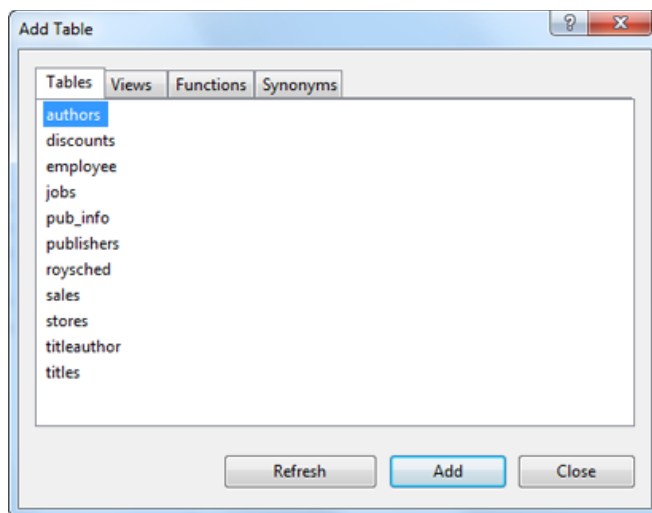 Add Table
?
Tables Views Functions Synonyms
authors
discounts
employee
jobs
pub_info
publishers
roysched
sales
stores
titleauthor
titles
Refresh Add Close